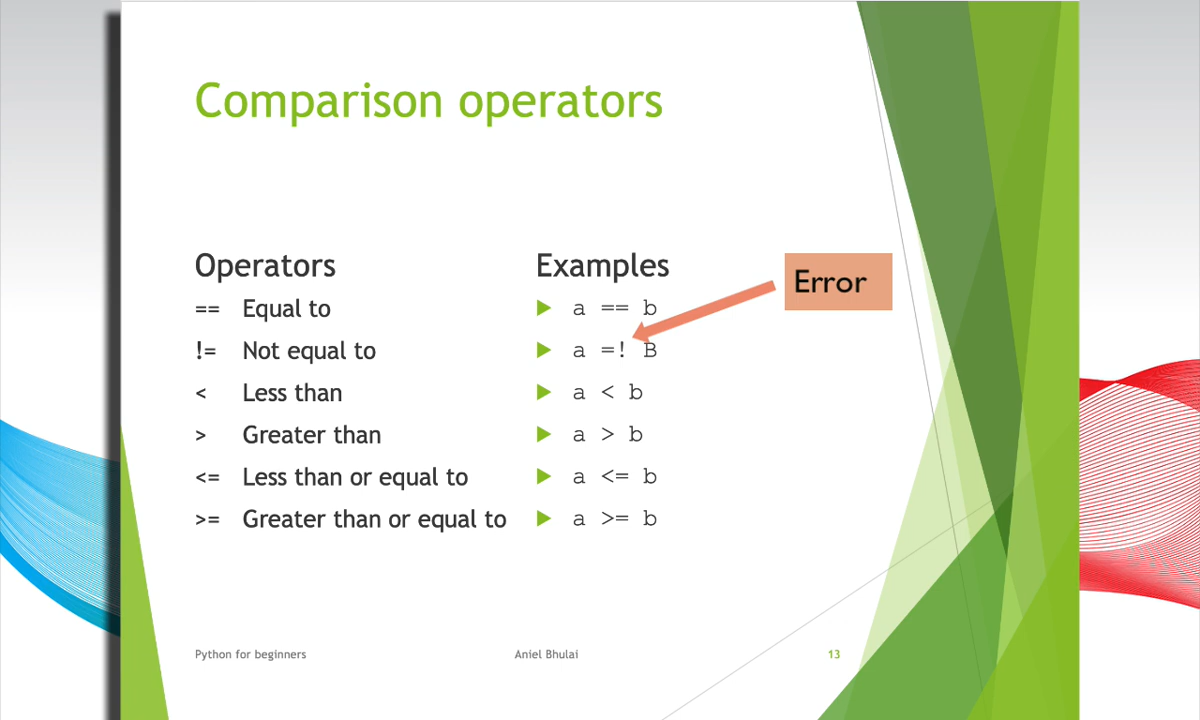 Comparison operators
Operators
== Equal to
!= Not equal to
< Less than
> Greater than
<= Less than or equal to
>= Greater than or equal to
Examples
a == b
a =! B
a < b
a > b
a <= b
a >= b
Error
Python for beginners
Aniel Bhulai
13